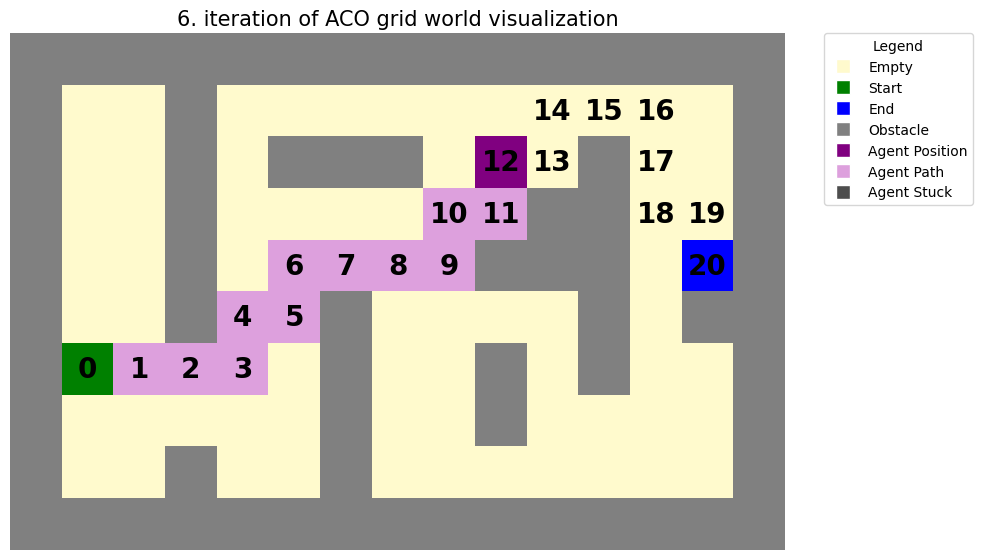 6. iteration of ACO grid world visualization
14 15 16
12 13 17
10 11 18 19
6 7 8 9 20
4 5
0 1 2 3
Legend
Empty
Start
End
Obstacle
Agent Position
Agent Path
Agent Stuck